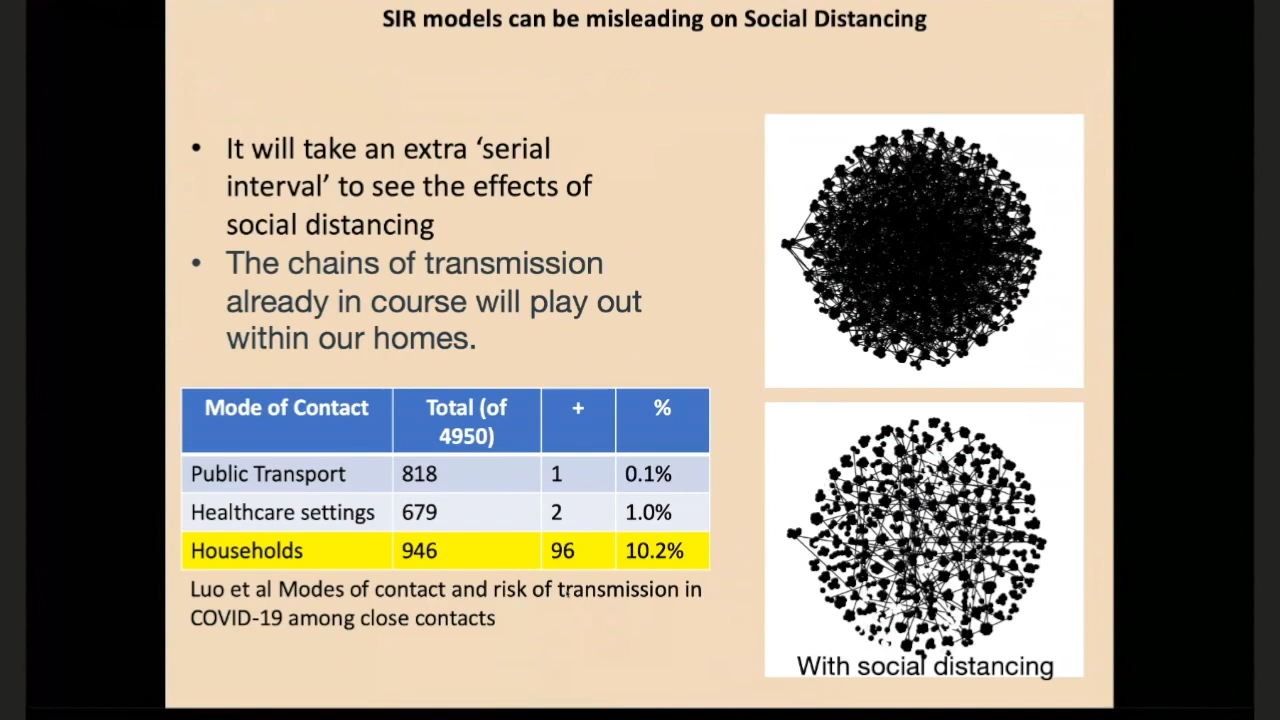 SIR models can be misleading on Social Distancing
• It will take an extra ‘serial
interval’ to see the effects of
social distancing
• The chains of transmission
already in course will play out
within our homes.
Mode of Contact Total (of 4950) + %
Public Transport 818 1 0.1%
Healthcare settings 679 2 1.0%
Households 946 96 10.2%
Luo et al Modes of contact and risk of transmission in
COVID-19 among close contacts
With social distancing